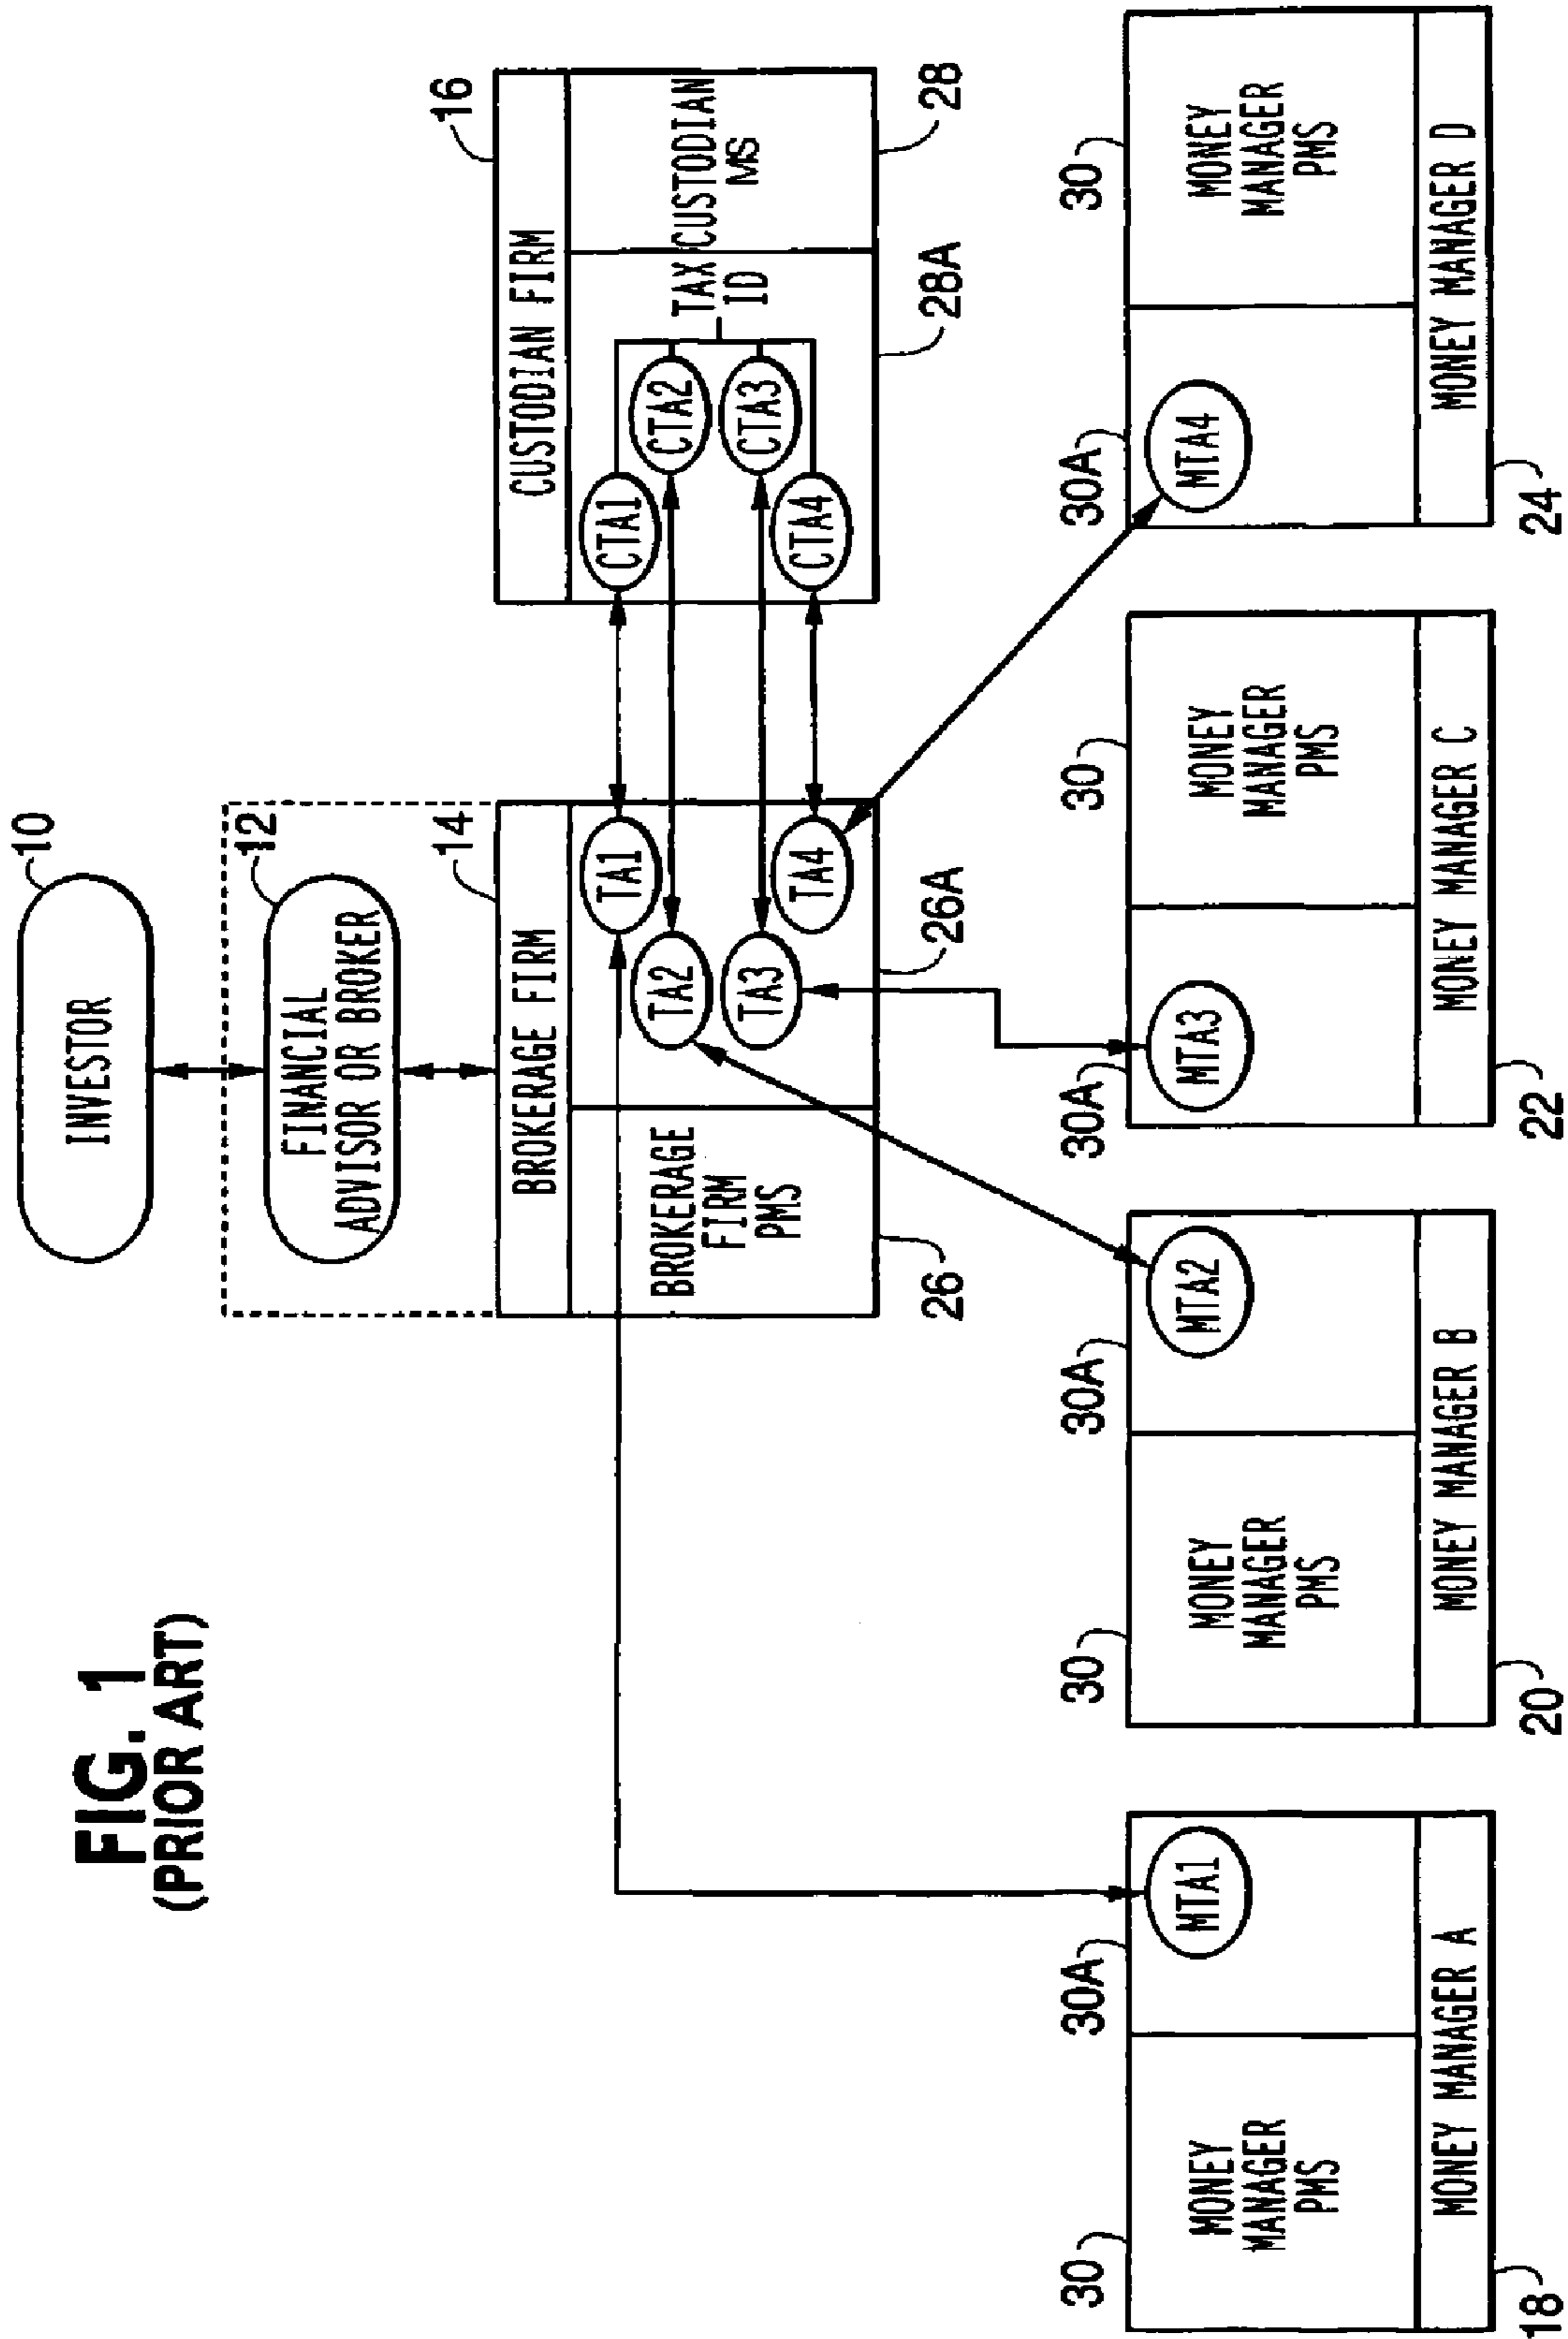 FIG. 1
(PRIOR ART)
10
INVESTOR
12
FINANCIAL
ADVISOR OR BROKER
14
BROKERAGE FIRM
BROKERAGE
FIRM
PMS
TA1
TA2
TA3
TA4
26
26A
16
CUSTODIAN FIRM
CTA1
CTA2
CTA3
CTA4
TAX
ID
CUSTODIAN
MS
28A
28
30
30A
MONEY
MANAGER
PMS
MTA1
MONEY MANAGER A
18
30
30A
MONEY
MANAGER
PMS
MTA2
MONEY MANAGER B
20
30A
30
MTA3
MONEY
MANAGER
PMS
MONEY MANAGER C
22
30A
30
MTA4
MONEY
MANAGER
PMS
MONEY MANAGER D
24